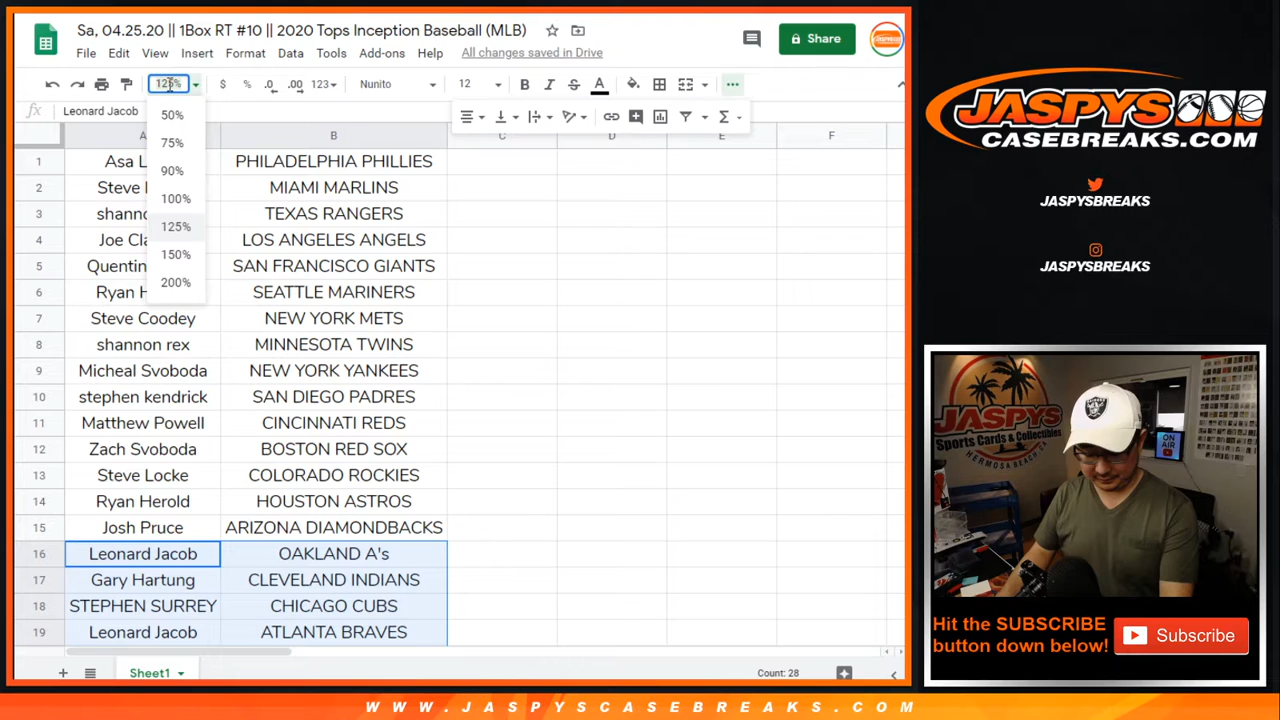 Sa, 04.25.20 || 1Box RT #10 || 2020 Tops Inception Baseball (MLB)
File Edit View Insert Format Data Tools Add-ons Help All changes saved in Drive
Share
125% $ % .0 .00 123 Nunito 12 B I S A
fx Leonard Jacob
A B C D E F
50%
75%
90%
100%
125%
150%
200%
1 Asa L PHILADELPHIA PHILLIES
2 Steve MIAMI MARLINS
3 shanno TEXAS RANGERS
4 Joe Cla LOS ANGELES ANGELS
5 Quentin SAN FRANCISCO GIANTS
6 Ryan H SEATTLE MARINERS
7 Steve Coodey NEW YORK METS
8 shannon rex MINNESOTA TWINS
9 Micheal Svoboda NEW YORK YANKEES
10 stephen kendrick SAN DIEGO PADRES
11 Matthew Powell CINCINNATI REDS
12 Zach Svoboda BOSTON RED SOX
13 Steve Locke COLORADO ROCKIES
14 Ryan Herold HOUSTON ASTROS
15 Josh Pruce ARIZONA DIAMONDBACKS
16 Leonard Jacob OAKLAND A's
17 Gary Hartung CLEVELAND INDIANS
18 STEPHEN SURREY CHICAGO CUBS
19 Leonard Jacob ATLANTA BRAVES
Sheet1
Count: 28
JASPYS
CASEBREAKS.COM
JASPYSBREAKS
JASPYSBREAKS
JASPYS
Sports Cards & Collectibles
HERMOSA BEACH, CA
ON AIR
Hit the SUBSCRIBE
button down below!
Subscribe
WWW.JASPYSCASEBREAKS.COM